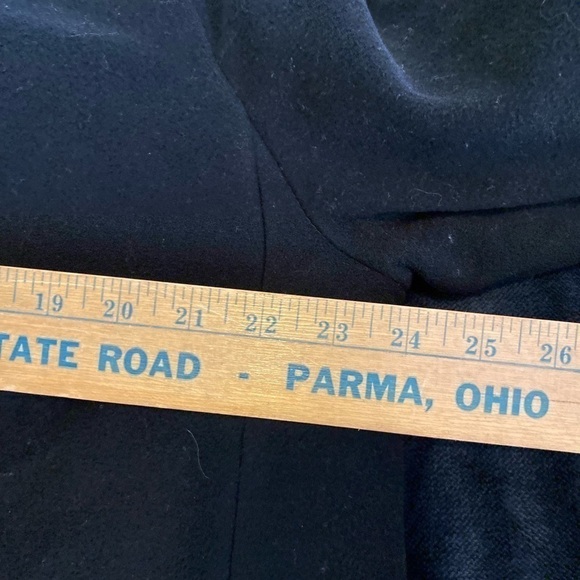 19 20 21 22 23 24 25 26
TATE ROAD - PARMA, OHIO